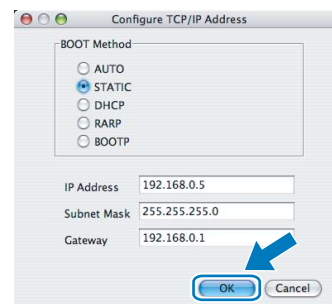 Configure TCP/IP Address
BOOT Method
AUTO
STATIC
DHCP
RARP
BOOTP
IP Address 192.168.0.5
Subnet Mask 255.255.255.0
Gateway 192.168.0.1
OK Cancel